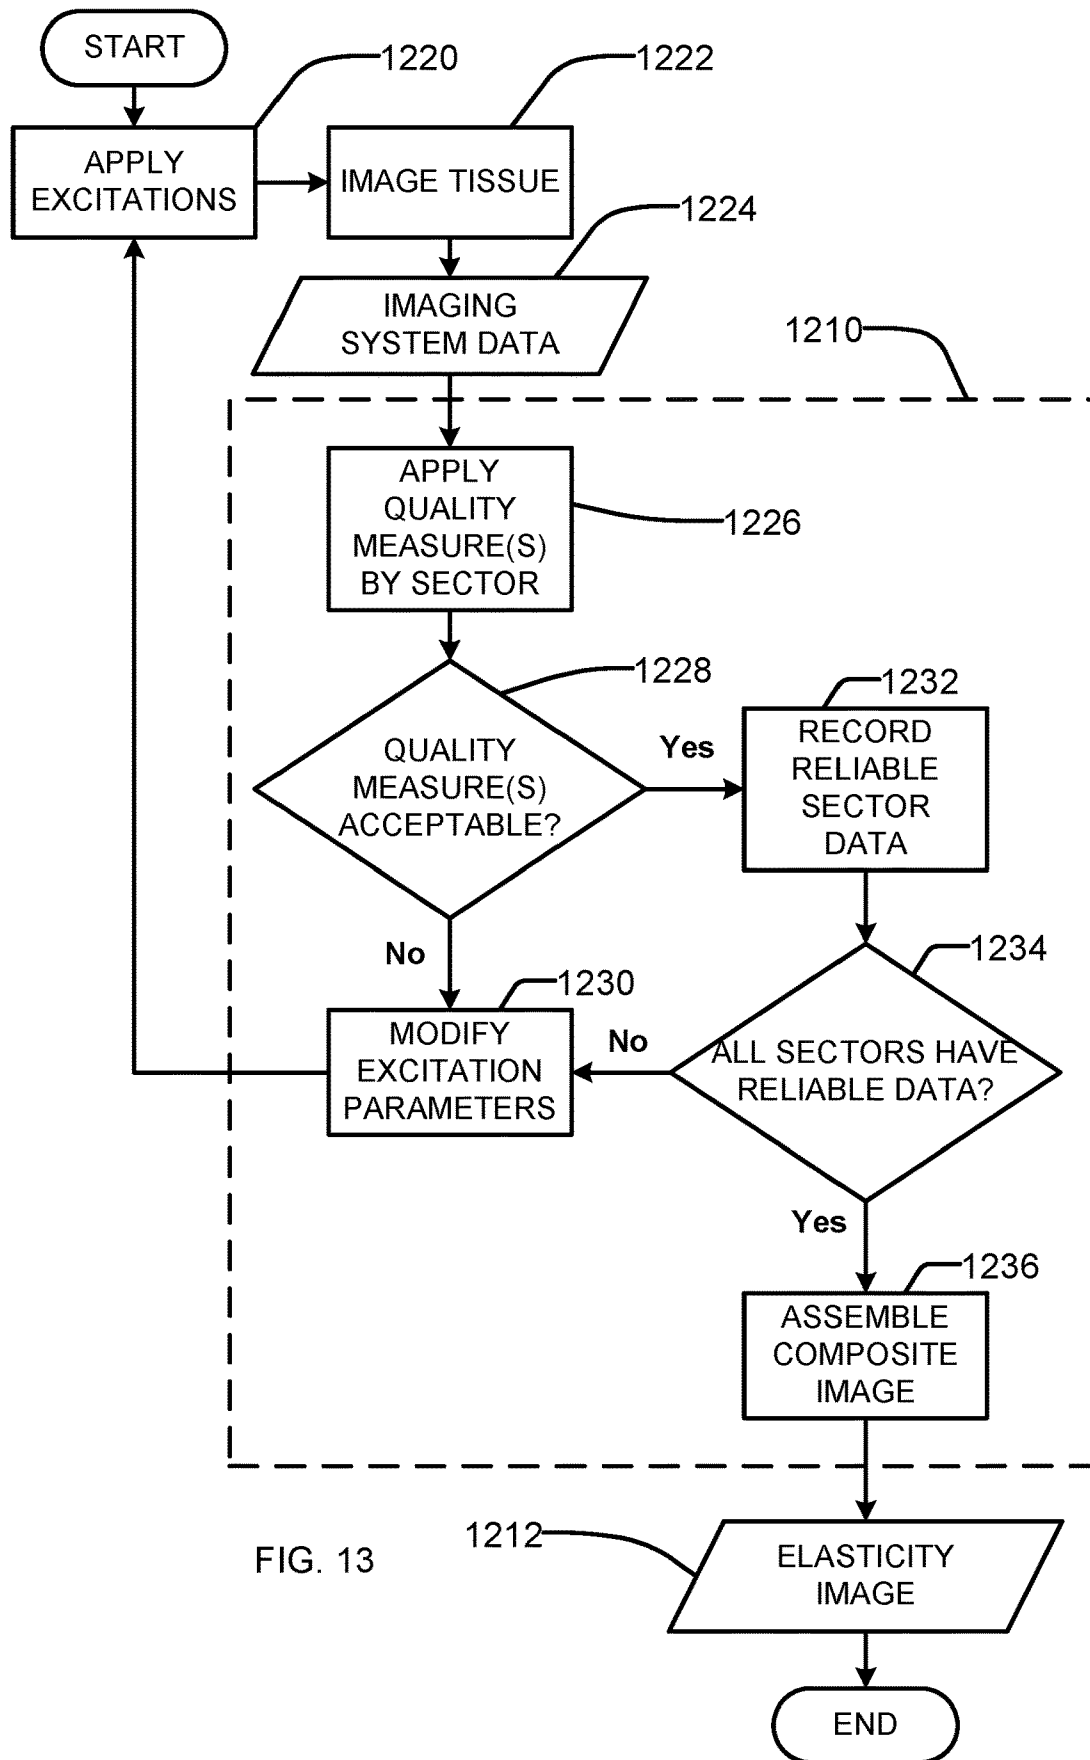 START
1220
1222
APPLY
EXCITATIONS
IMAGE TISSUE
1224
IMAGING
SYSTEM DATA
1210
APPLY
QUALITY
MEASURE(S)
BY SECTOR
1226
1228
QUALITY
MEASURE(S)
ACCEPTABLE?
Yes
1232
RECORD
RELIABLE
SECTOR
DATA
No
1230
MODIFY
EXCITATION
PARAMETERS
No
1234
ALL SECTORS HAVE
RELIABLE DATA?
Yes
1236
ASSEMBLE
COMPOSITE
IMAGE
FIG. 13
1212
ELASTICITY
IMAGE
END